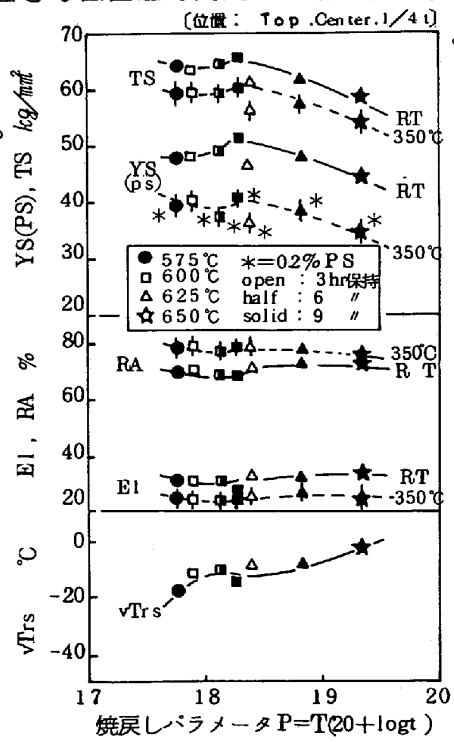 〔位置： Top.Center.1/4t〕
70
60
50
40
30
20
TS
RT
350℃
YS
(ps)
RT
350℃
YS(PS), TS kg/mm²
● 575℃ ＊=0.2%PS
□ 600℃ open : 3hr保持
△ 625℃ half : 6 〃
☆ 650℃ solid : 9 〃
80
60
40
20
RA
350℃
RT
El
RT
350℃
El, RA %
0
-20
-40
vTrs
vTrs ℃
17 18 19 20
焼戻しパラメータP=T(20+logt)